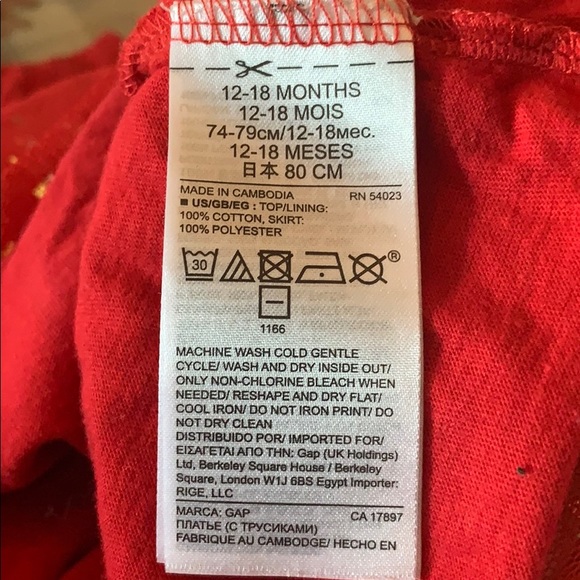 12-18 MONTHS
12-18 MOIS
74-79см/12-18мес.
12-18 MESES
日本 80 CM
MADE IN CAMBODIA RN 54023
■ US/GB/EG : TOP/LINING:
100% COTTON, SKIRT:
100% POLYESTER
30
®
1166
MACHINE WASH COLD GENTLE
CYCLE/ WASH AND DRY INSIDE OUT/
ONLY NON-CHLORINE BLEACH WHEN
NEEDED/ RESHAPE AND DRY FLAT/
COOL IRON/ DO NOT IRON PRINT/ DO
NOT DRY CLEAN
DISTRIBUIDO POR/ IMPORTED FOR/
ΕΙΣΑΓΕΤΑΙ ΑΠΟ ΤΗΝ: Gap (UK Holdings)
Ltd, Berkeley Square House / Berkeley
Square, London W1J 6BS Egypt Importer:
RIGE, LLC
MARCA: GAP CA 17897
ПЛАТЬЕ (С ТРУСИКАМИ)
FABRIQUE AU CAMBODGE/ HECHO EN